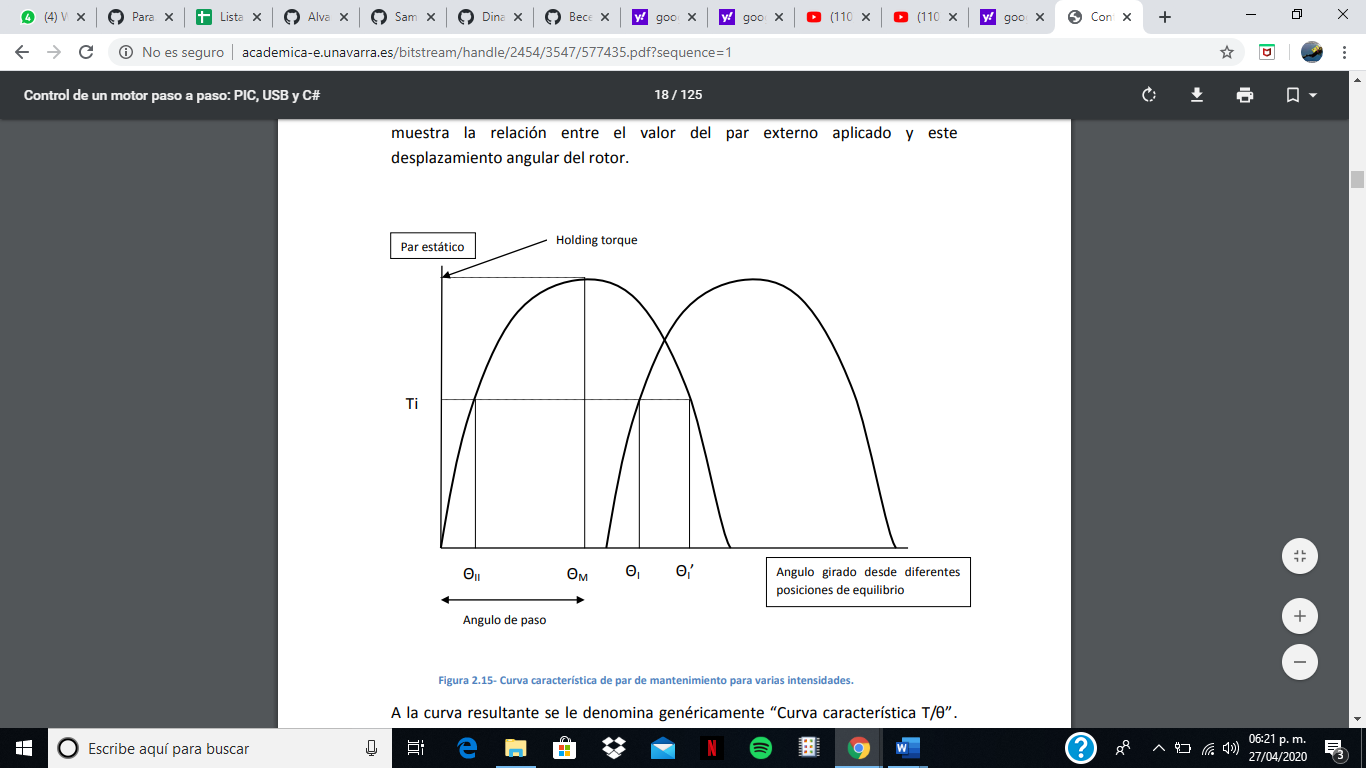 (4) V
Para
Lista
Alva
Sam
Dina
Bece
goo
goo
(110
(110
goo
Con
No es seguro | academica-e.unavarra.es/bitstream/handle/2454/3547/577435.pdf?sequence=1
Control de un motor paso a paso: PIC, USB y C#
18 / 125
muestra la relación entre el valor del par externo aplicado y este
desplazamiento angular del rotor.
Par estático
Holding torque
Ti
ΘII
ΘM
ΘI
ΘI’
Angulo girado desde diferentes
posiciones de equilibrio
Angulo de paso
Figura 2.15- Curva característica de par de mantenimiento para varias intensidades.
A la curva resultante se le denomina genéricamente “Curva característica T/θ”.
Escribe aquí para buscar
06:21 p. m.
27/04/2020
3